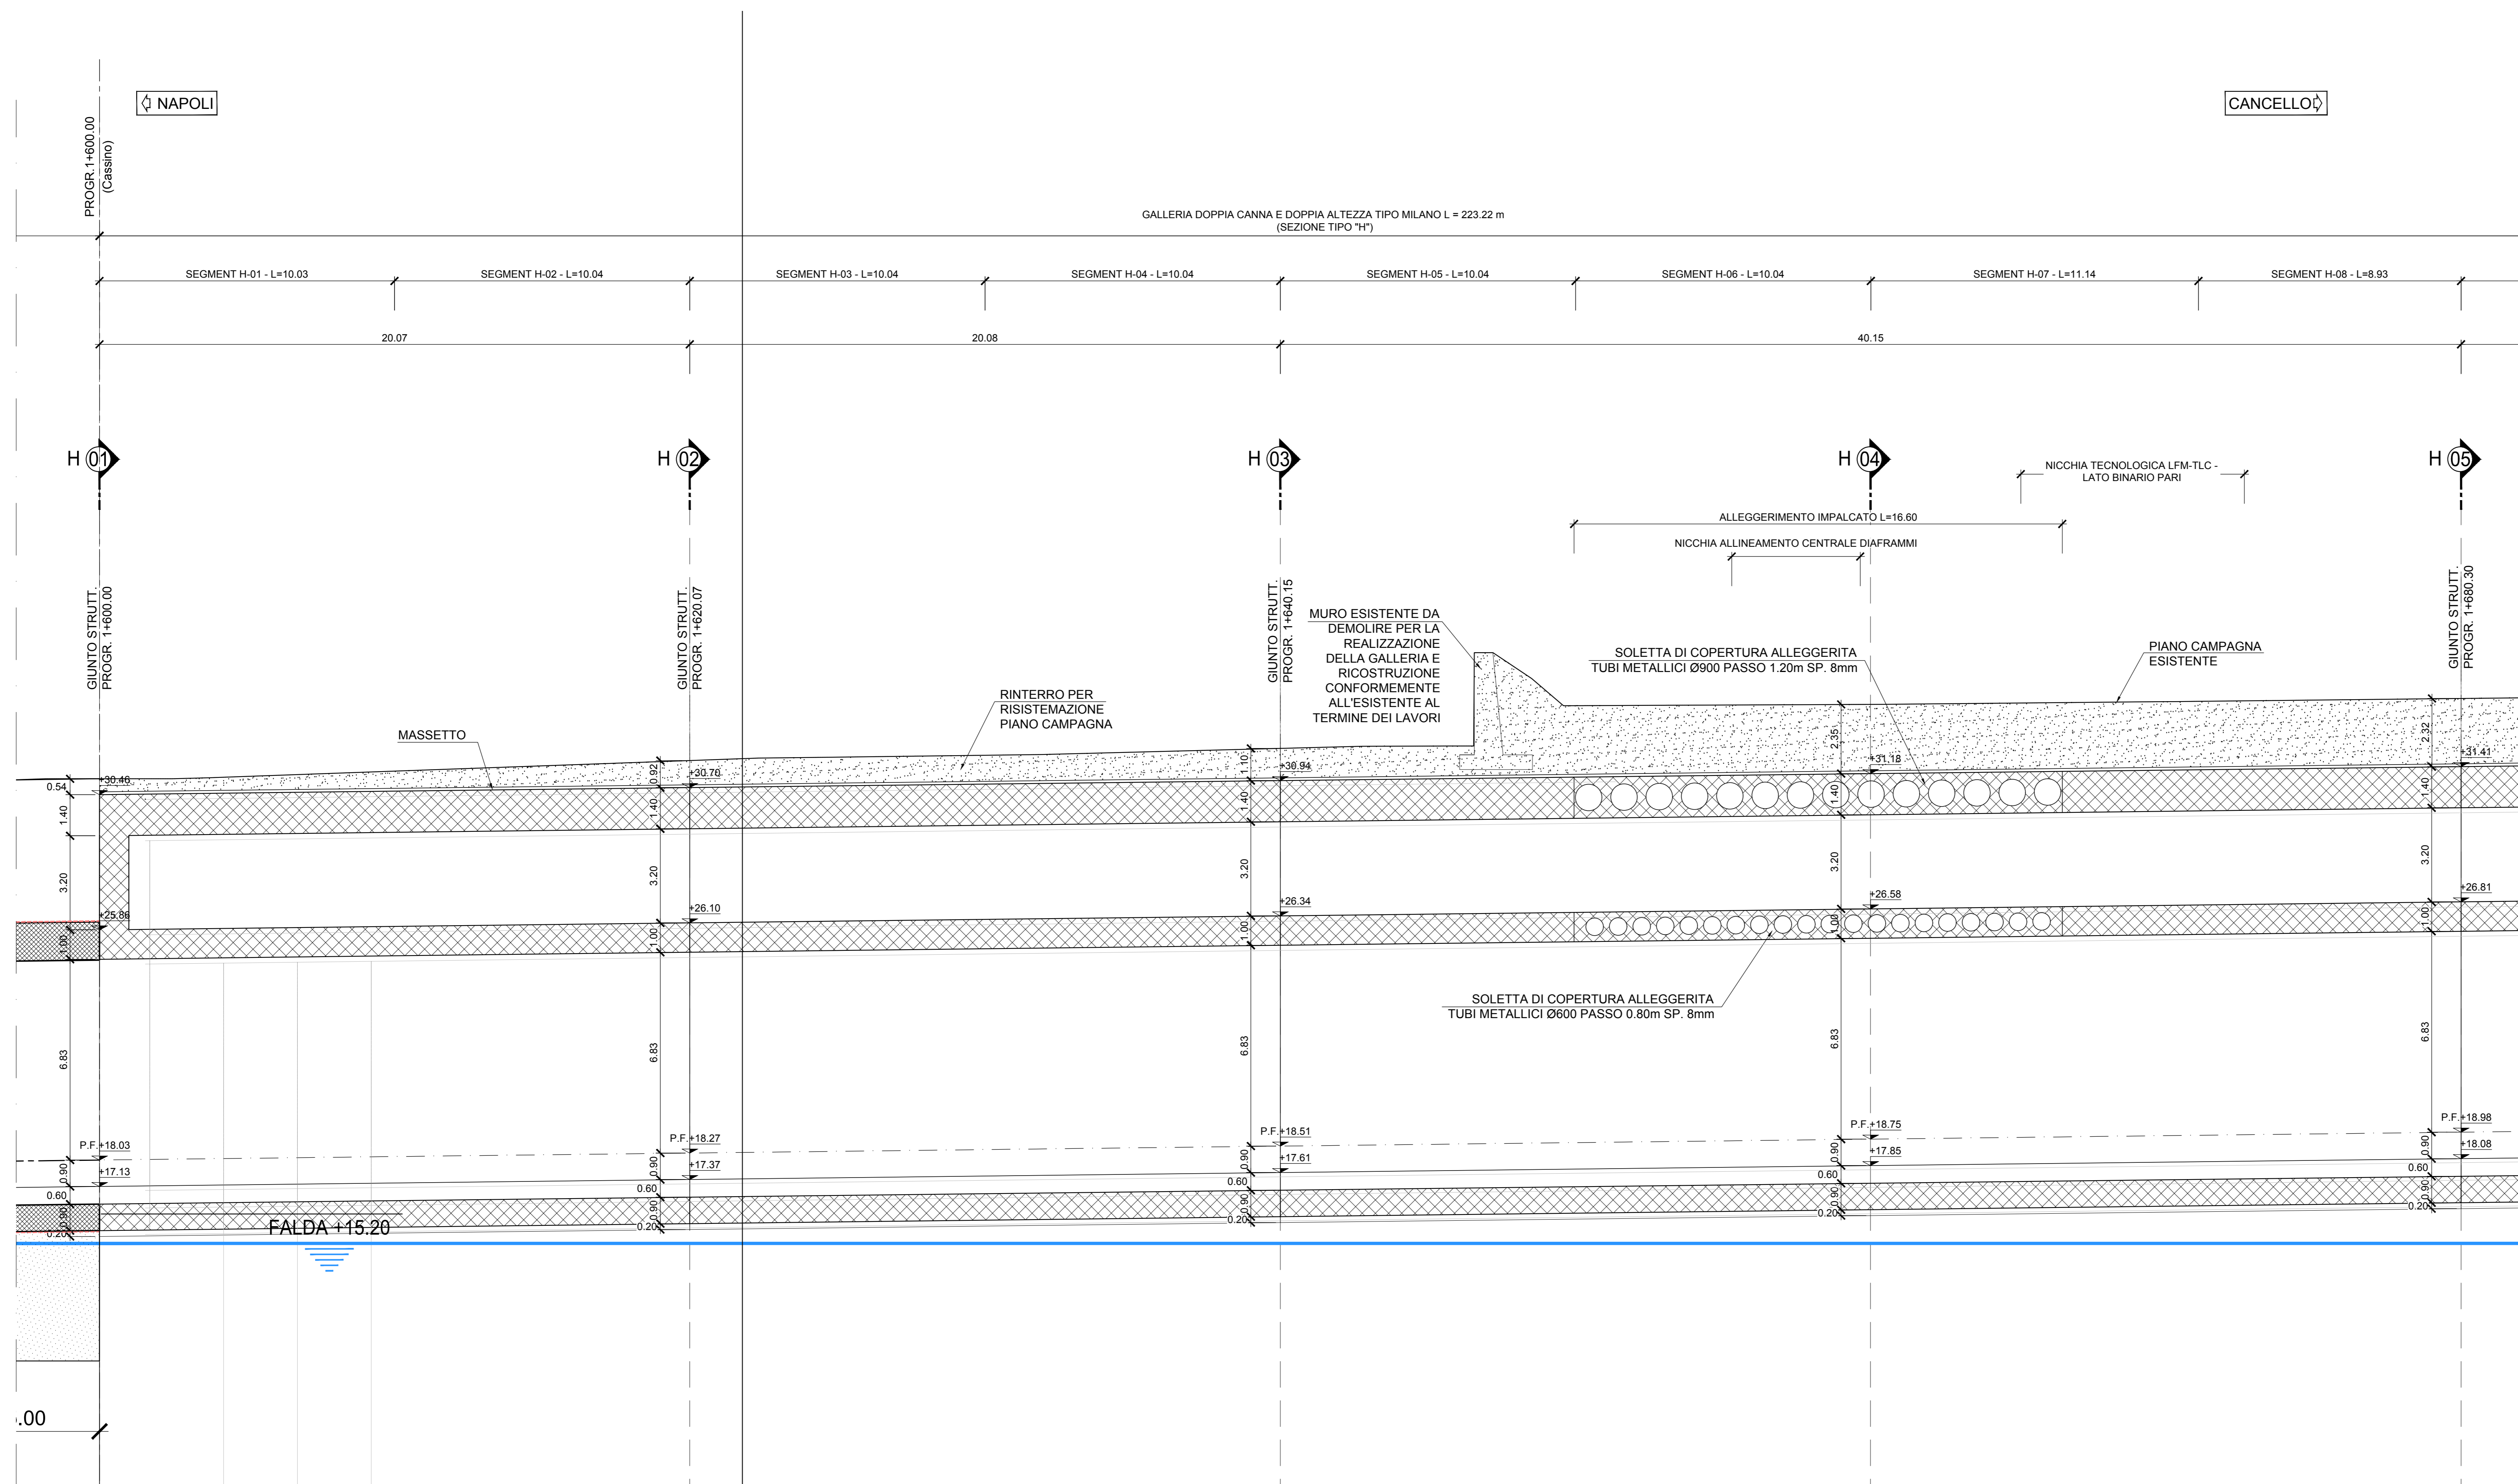 NAPOLI
CANCELLO
PROGR. 1+600.00
(Cassino)
GALLERIA DOPPIA CANNA E DOPPIA ALTEZZA TIPO MILANO L = 223.22 m
(SEZIONE TIPO "H")
SEGMENT H-01 - L=10.03
SEGMENT H-02 - L=10.04
SEGMENT H-03 - L=10.04
SEGMENT H-04 - L=10.04
SEGMENT H-05 - L=10.04
SEGMENT H-06 - L=10.04
SEGMENT H-07 - L=11.14
SEGMENT H-08 - L=8.93
20.07
20.08
40.15
H 01
H 02
H 03
H 04
H 05
NICCHIA TECNOLOGICA LFM-TLC -
LATO BINARIO PARI
ALLEGGERIMENTO IMPALCATO L=16.60
NICCHIA ALLINEAMENTO CENTRALE DIAFRAMMI
GIUNTO STRUTT.
PROGR. 1+600.00
GIUNTO STRUTT.
PROGR. 1+620.07
GIUNTO STRUTT.
PROGR. 1+640.15
GIUNTO STRUTT.
PROGR. 1+680.30
MURO ESISTENTE DA
DEMOLIRE PER LA
REALIZZAZIONE
DELLA GALLERIA E
RICOSTRUZIONE
CONFORMEMENTE
ALL'ESISTENTE AL
TERMINE DEI LAVORI
SOLETTA DI COPERTURA ALLEGGERITA
TUBI METALLICI Ø900 PASSO 1.20m SP. 8mm
PIANO CAMPAGNA
ESISTENTE
RINTERRO PER
RISISTEMAZIONE
PIANO CAMPAGNA
MASSETTO
0.54
1.40
3.20
1.00
6.83
0.90
0.60
0.90
0.20
+30.46
+25.86
P.F.+18.03
+17.13
0.92
1.40
3.20
1.00
6.83
0.90
0.60
0.90
0.20
+30.70
+26.10
P.F.+18.27
+17.37
1.10
1.40
3.20
1.00
6.83
0.90
0.60
0.90
0.20
+30.94
+26.34
P.F.+18.51
+17.61
2.35
1.40
3.20
1.00
6.83
0.90
0.60
0.90
0.20
+31.18
+26.58
P.F.+18.75
+17.85
2.32
1.40
3.20
1.00
6.83
0.90
0.60
0.90
0.20
+31.41
+26.81
P.F.+18.98
+18.08
SOLETTA DI COPERTURA ALLEGGERITA
TUBI METALLICI Ø600 PASSO 0.80m SP. 8mm
FALDA +15.20
.00